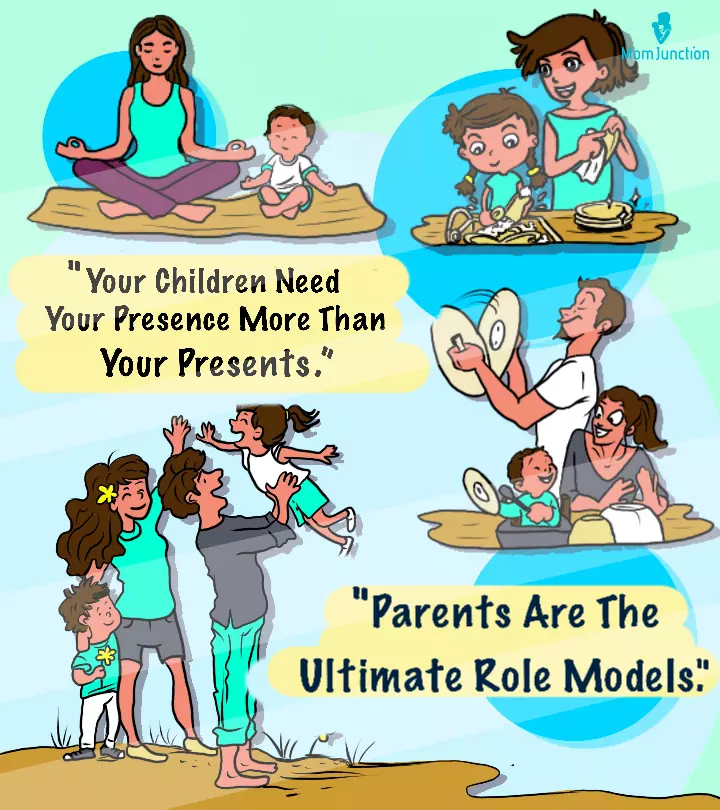 MomJunction
"Your Children Need
Your Presence More Than
Your Presents."
"Parents Are The
Ultimate Role Models."